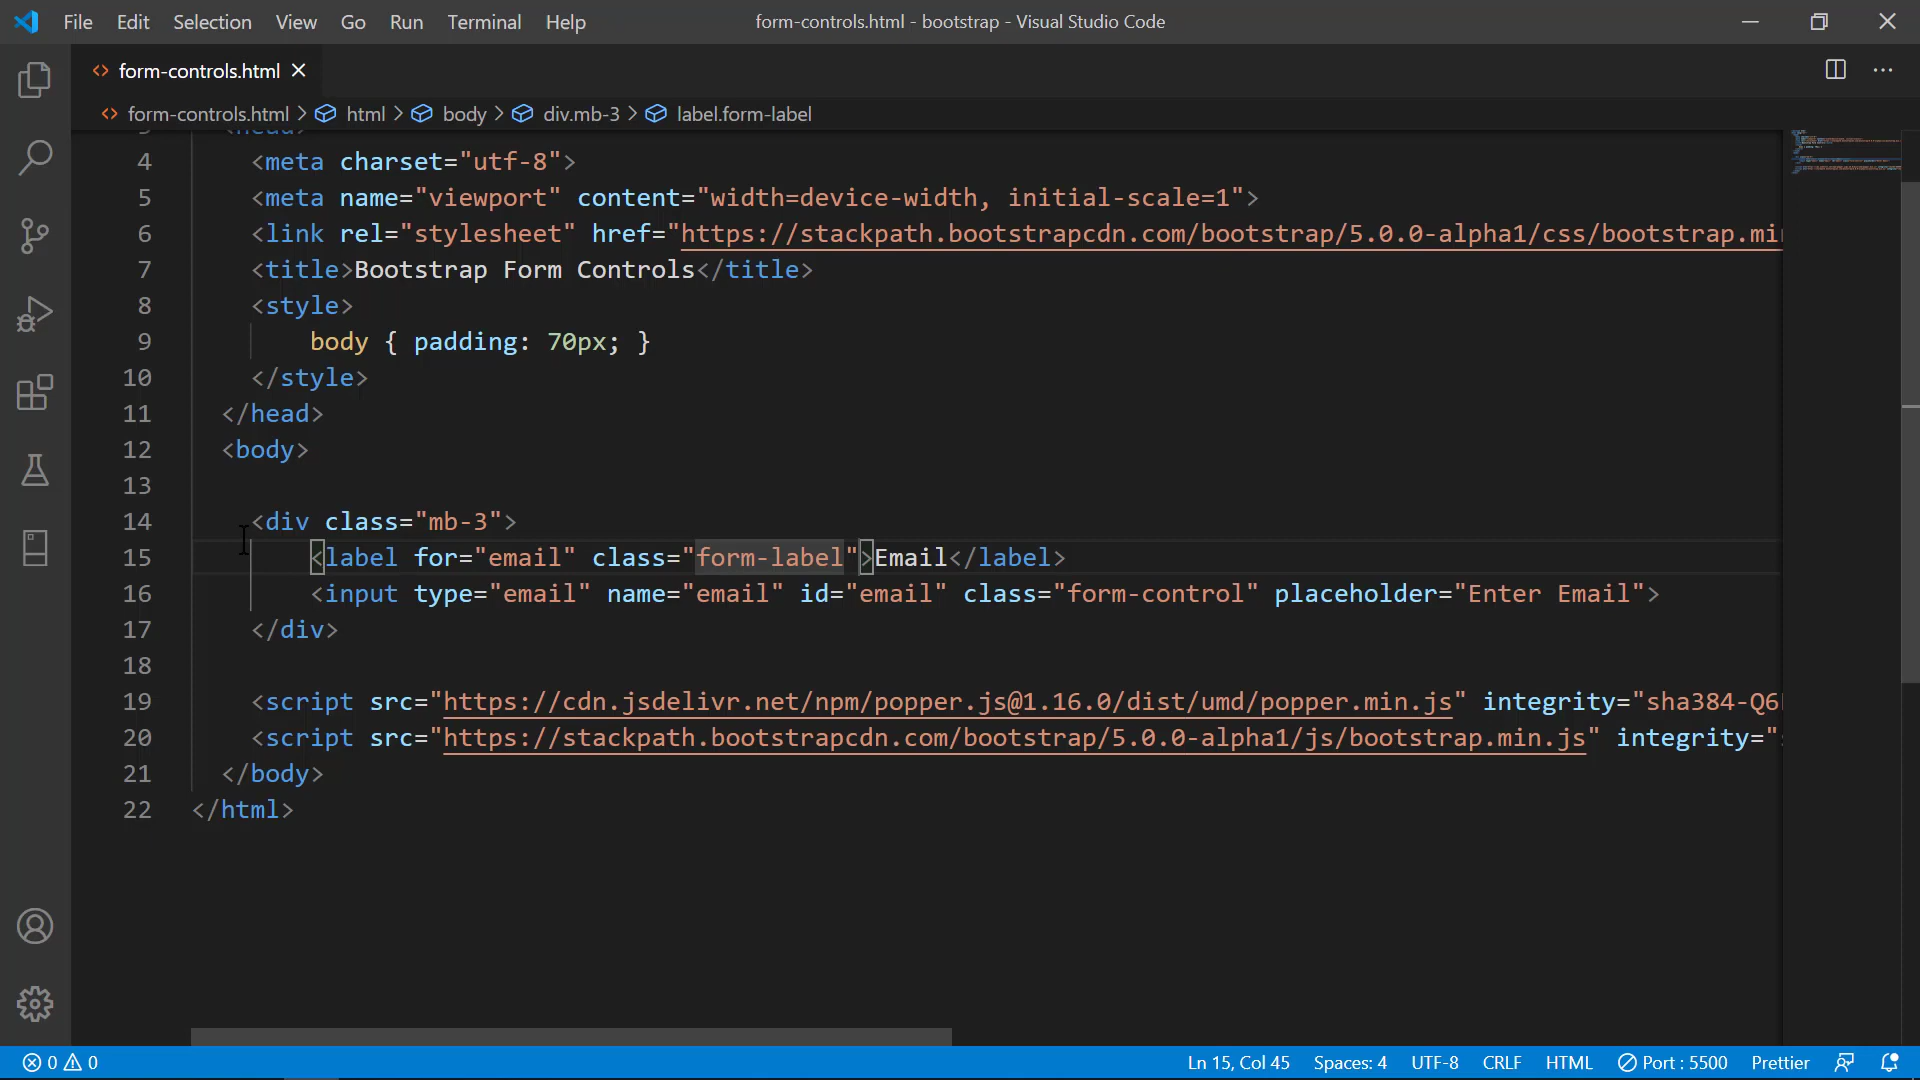 File Edit Selection View Go Run Terminal Help form-controls.html - bootstrap - Visual Studio Code
form-controls.html
form-controls.html > html > body > div.mb-3 > label.form-label
4 <meta charset="utf-8">
5 <meta name="viewport" content="width=device-width, initial-scale=1">
6 <link rel="stylesheet" href="https://stackpath.bootstrapcdn.com/bootstrap/5.0.0-alpha1/css/bootstrap.min
7 <title>Bootstrap Form Controls</title>
8 <style>
9 body { padding: 70px; }
10 </style>
11 </head>
12 <body>
13
14 <div class="mb-3">
15 <label for="email" class="form-label">Email</label>
16 <input type="email" name="email" id="email" class="form-control" placeholder="Enter Email">
17 </div>
18
19 <script src="https://cdn.jsdelivr.net/npm/popper.js@1.16.0/dist/umd/popper.min.js" integrity="sha384-Q6
20 <script src="https://stackpath.bootstrapcdn.com/bootstrap/5.0.0-alpha1/js/bootstrap.min.js" integrity="
21 </body>
22 </html>
0 0 Ln 15, Col 45 Spaces: 4 UTF-8 CRLF HTML Port : 5500 Prettier